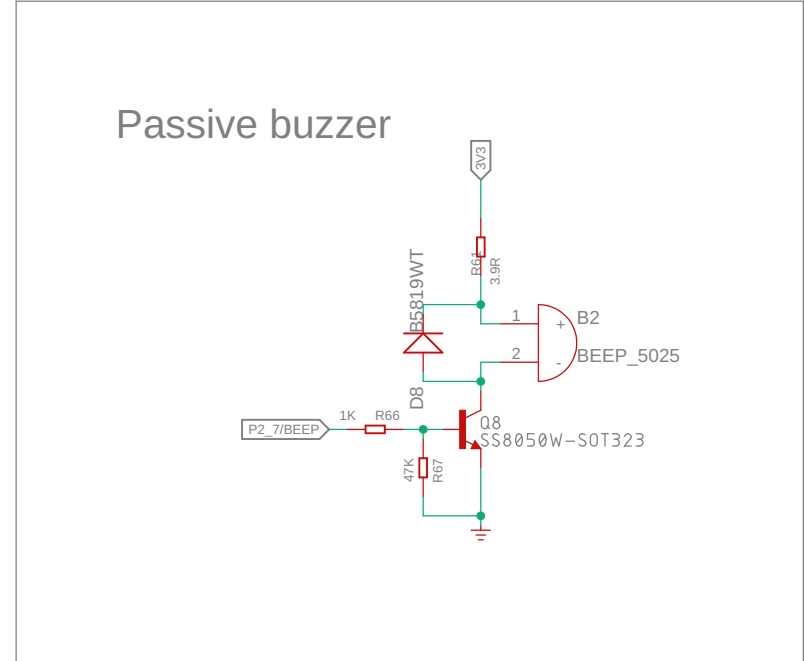 Passive buzzer
3V3
R61
3.9R
B5819WT
1
B2
+
2
-
BEEP_5025
D8
1K
R66
Q8
P2_7/BEEP
SS8050W-SOT323
47K
R67